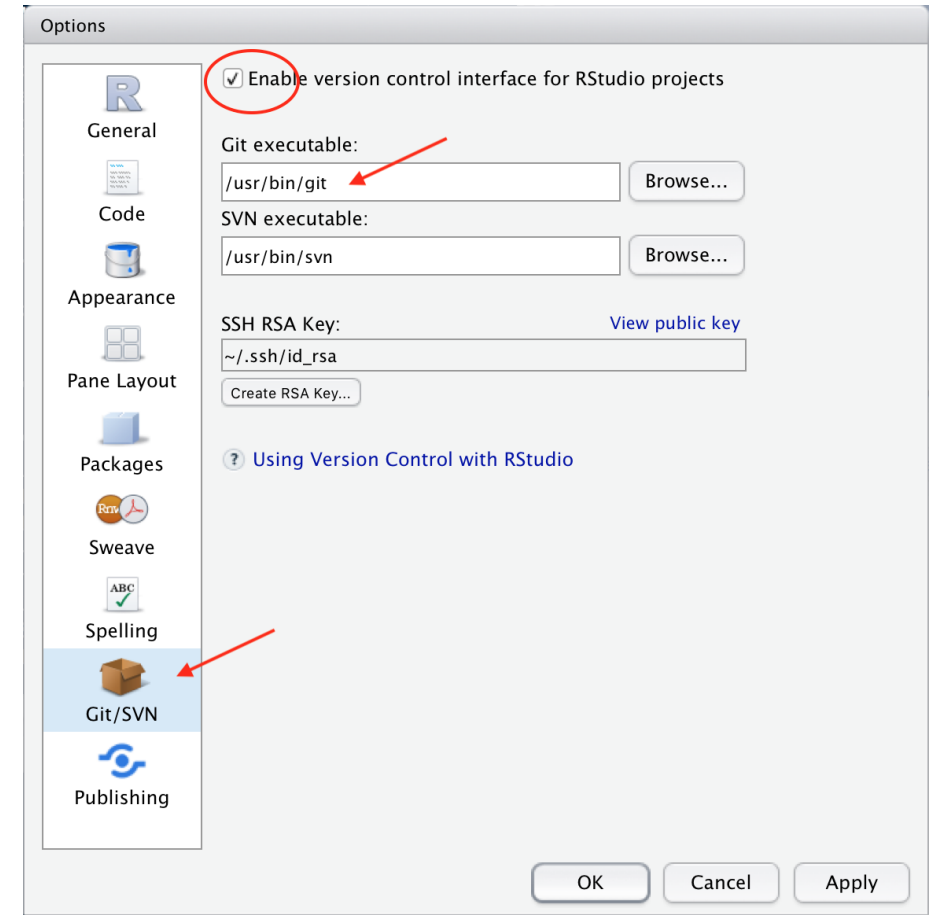 Options
General
Code
Appearance
Pane Layout
Packages
Rnw
Sweave
ABC
Spelling
Git/SVN
Publishing
Enable version control interface for RStudio projects
Git executable:
/usr/bin/git Browse...
SVN executable:
/usr/bin/svn Browse...
SSH RSA Key: View public key
~/.ssh/id_rsa
Create RSA Key...
? Using Version Control with RStudio
OK Cancel Apply